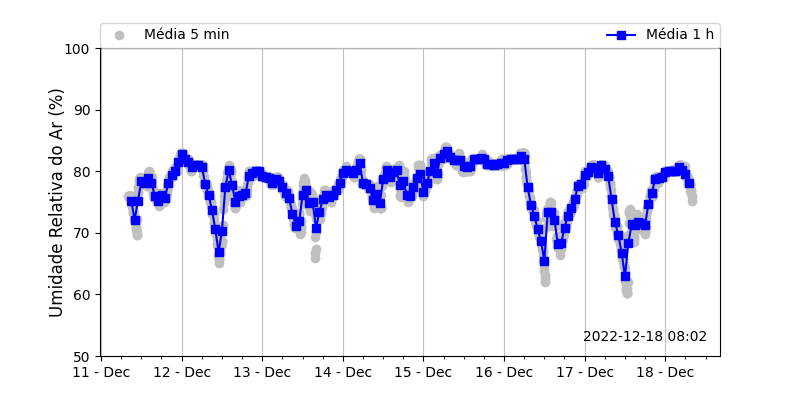 Média 5 min
Média 1 h
Umidade Relativa do Ar (%)
100
90
80
70
60
50
2022-12-18 08:02
11 - Dec
12 - Dec
13 - Dec
14 - Dec
15 - Dec
16 - Dec
17 - Dec
18 - Dec